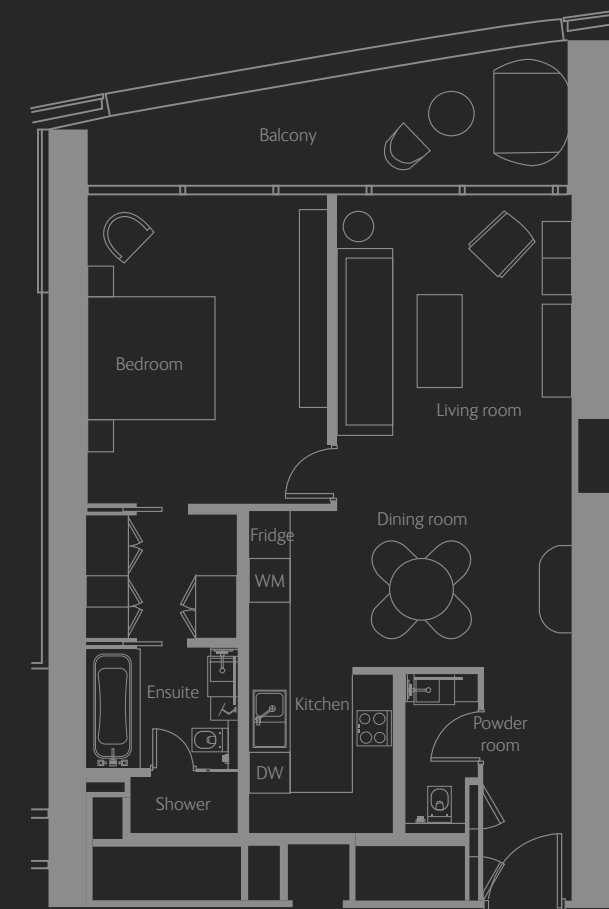 Balcony
Bedroom
Living room
Dining room
Fridge
WM
Ensuite
Kitchen
Powder
room
DW
Shower